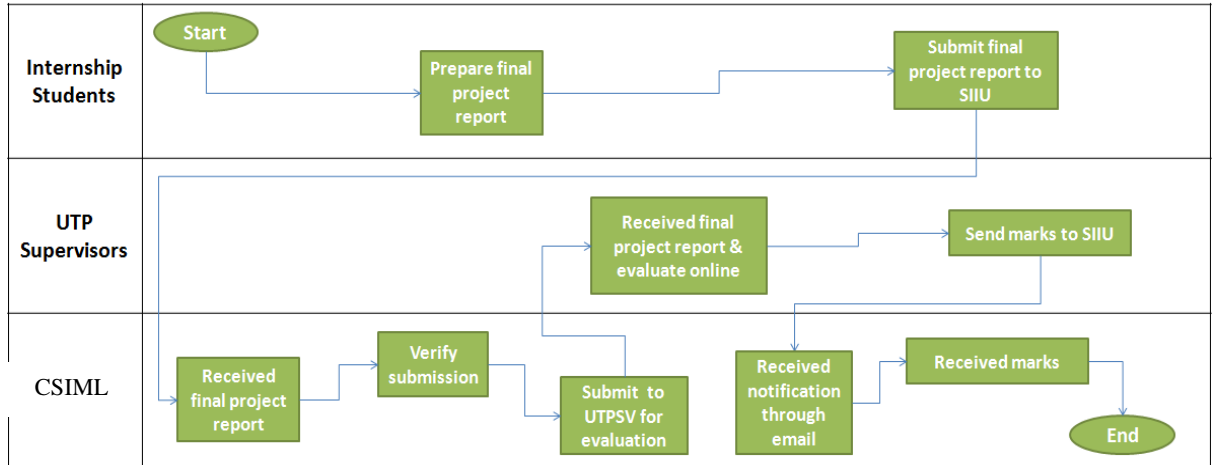 Internship
Students
Start
Prepare final
project
report
Submit final
project report to
SIIU
UTP
Supervisors
Received final
project report &
evaluate online
Send marks to SIIU
CSIML
Received
final project
report
Verify
submission
Submit to
UTPSV for
evaluation
Received
notification
through
email
Received marks
End